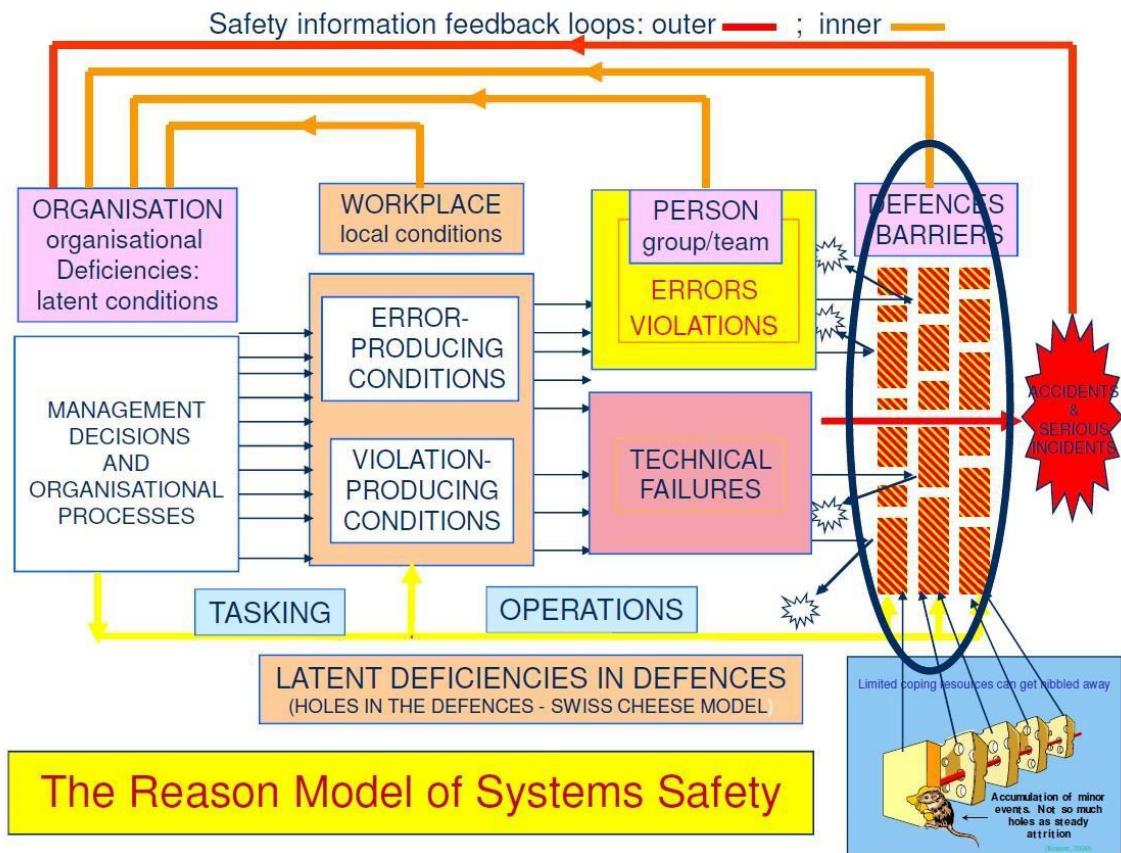 Safety information feedback loops: outer ; inner
ORGANISATION
organisational
Deficiencies:
latent conditions
WORKPLACE
local conditions
PERSON
group/team
DEFENCES
BARRIERS
ERROR-
PRODUCING
CONDITIONS
ERRORS
VIOLATIONS
MANAGEMENT
DECISIONS
AND
ORGANISATIONAL
PROCESSES
VIOLATION-
PRODUCING
CONDITIONS
TECHNICAL
FAILURES
ACCIDENTS
&
SERIOUS
INCIDENTS
TASKING
OPERATIONS
LATENT DEFICIENCIES IN DEFENCES
(HOLES IN THE DEFENCES - SWISS CHEESE MODEL)
The Reason Model of Systems Safety
Limited coping resources can get nibbled away
Accumulation of minor
events. Not so much
holes as steady
attrition